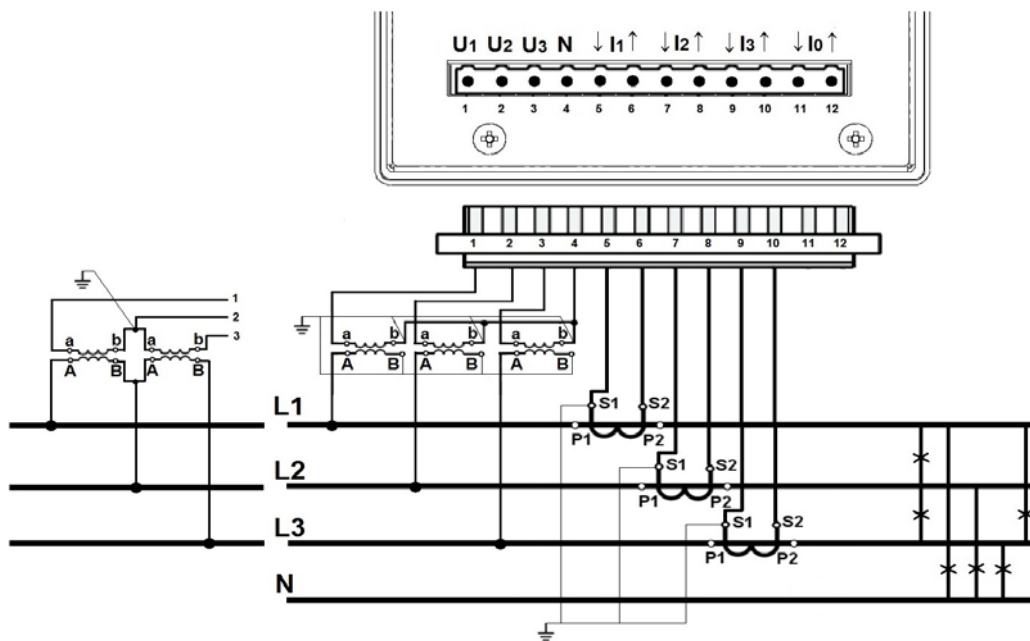 U1 U2 U3 N ↓ I1 ↑ ↓ I2 ↑ ↓ I3 ↑ ↓ I0 ↑
1 2 3 4 5 6 7 8 9 10 11 12
1 2 3 4 5 6 7 8 9 10 11 12
1
2
3
a b a b
A B A B
a b a b a b
A B A B A B
S1 S2
L1
P1 P2
S1 S2
L2
P1 P2
S1 S2
L3
P1 P2
N